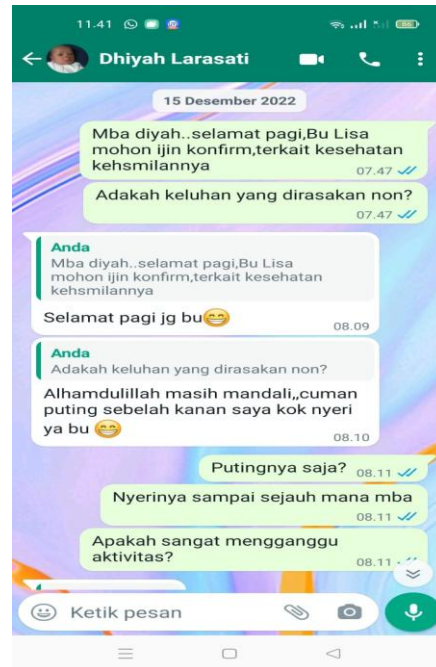 11.41
Dhiyah Larasati
15 Desember 2022
Mba diyah..selamat pagi,Bu Lisa
mohon ijin konfirm,terkait kesehatan
kehsmilannya
07.47
Adakah keluhan yang dirasakan non?
07.47
Anda
Mba diyah..selamat pagi,Bu Lisa
mohon ijin konfirm,terkait kesehatan
kehsmilannya
Selamat pagi jg bu😁
08.09
Anda
Adakah keluhan yang dirasakan non?
Alhamdulillah masih mandali,,cuman
puting sebelah kanan saya kok nyeri
ya bu 😁
08.10
Putingnya saja? 08.11
Nyerinya sampai sejauh mana mba
08.11
Apakah sangat mengganggu
aktivitas?
08.11
Ketik pesan